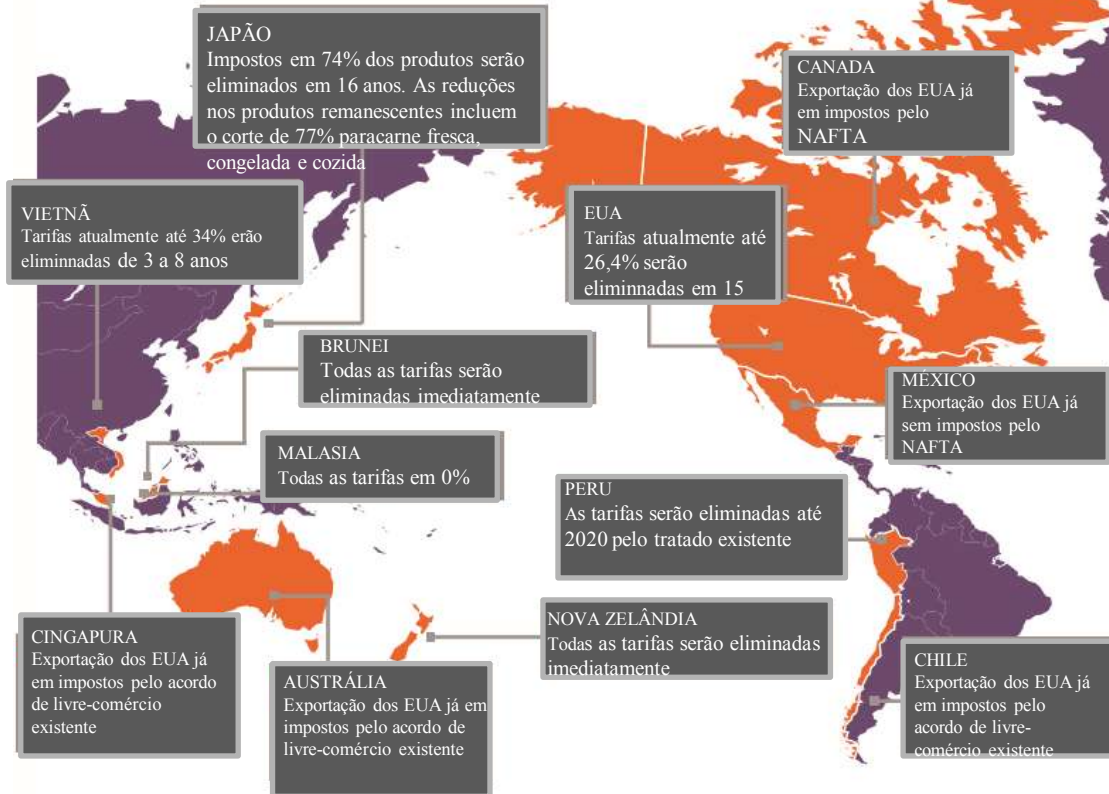 JAPÃO
Impostos em 74% dos produtos serão
eliminados em 16 anos. As reduções
nos produtos remanescentes incluem
o corte de 77% paracarne fresca,
congelada e cozida
CANADA
Exportação dos EUA já
em impostos pelo
NAFTA
VIETNÃ
Tarifas atualmente até 34% erão
eliminnadas de 3 a 8 anos
EUA
Tarifas atualmente até
26,4% serão
eliminnadas em 15
BRUNEI
Todas as tarifas serão
eliminadas imediatamente
MÉXICO
Exportação dos EUA já
sem impostos pelo
NAFTA
MALASIA
Todas as tarifas em 0%
PERU
As tarifas serão eliminadas até
2020 pelo tratado existente
CINGAPURA
Exportação dos EUA já
em impostos pelo acordo
de livre-comércio
existente
AUSTRÁLIA
Exportação dos EUA já em
impostos pelo acordo de
livre-comércio existente
NOVA ZELÂNDIA
Todas as tarifas serão eliminadas
imediatamente
CHILE
Exportação dos EUA já
em impostos pelo
acordo de livre-
comércio existente